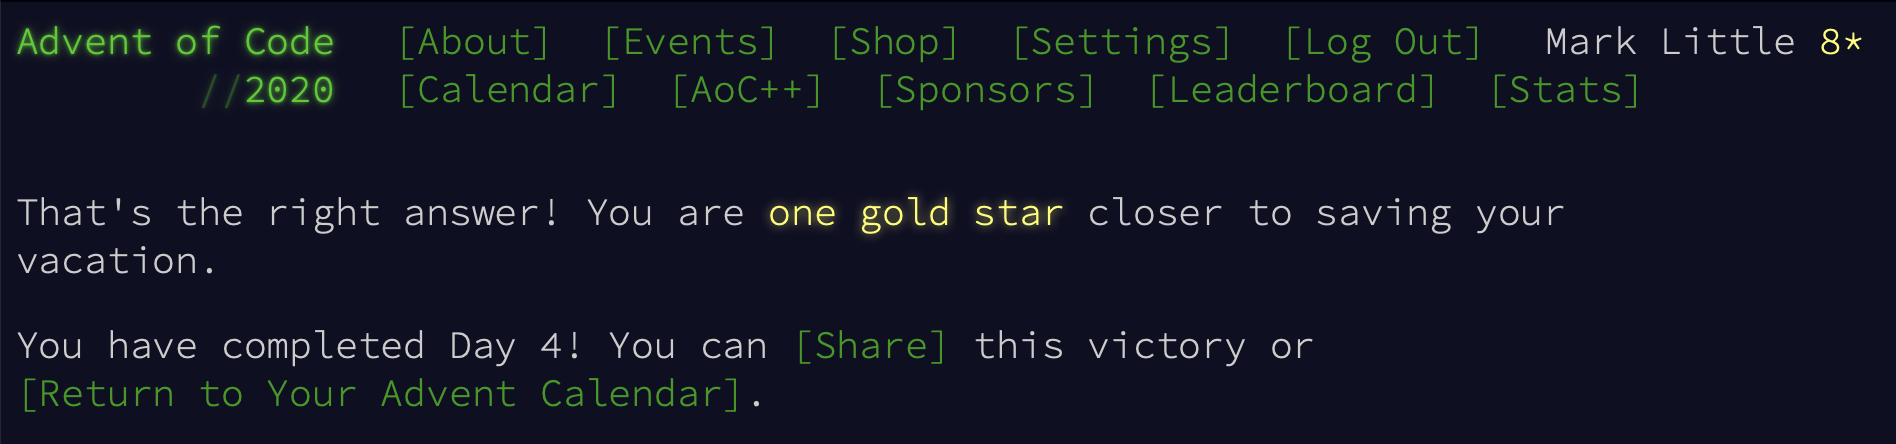 Advent of Code [About] [Events] [Shop] [Settings] [Log Out] Mark Little 8*
//2020 [Calendar] [AoC++] [Sponsors] [Leaderboard] [Stats]
That's the right answer! You are one gold star closer to saving your
vacation.
You have completed Day 4! You can [Share] this victory or
[Return to Your Advent Calendar].